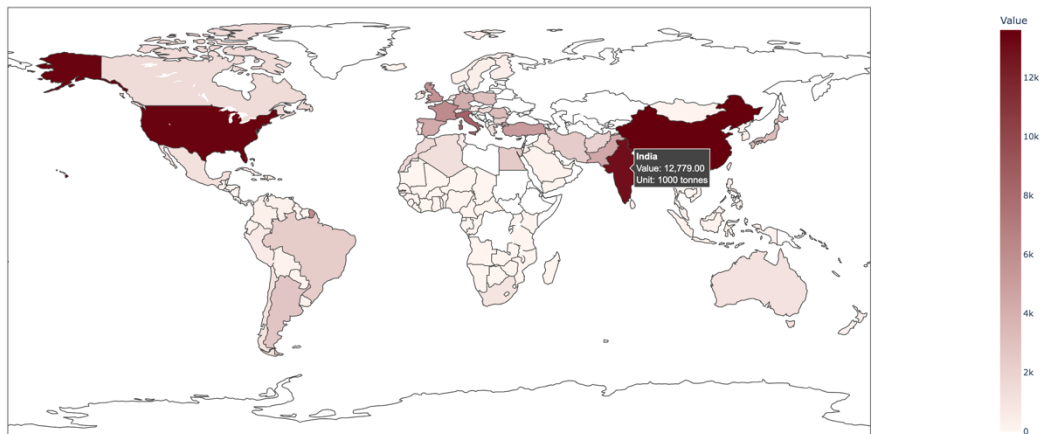 Value
12k
10k
8k
6k
4k
2k
0
India
Value: 12,779.00
Unit: 1000 tonnes